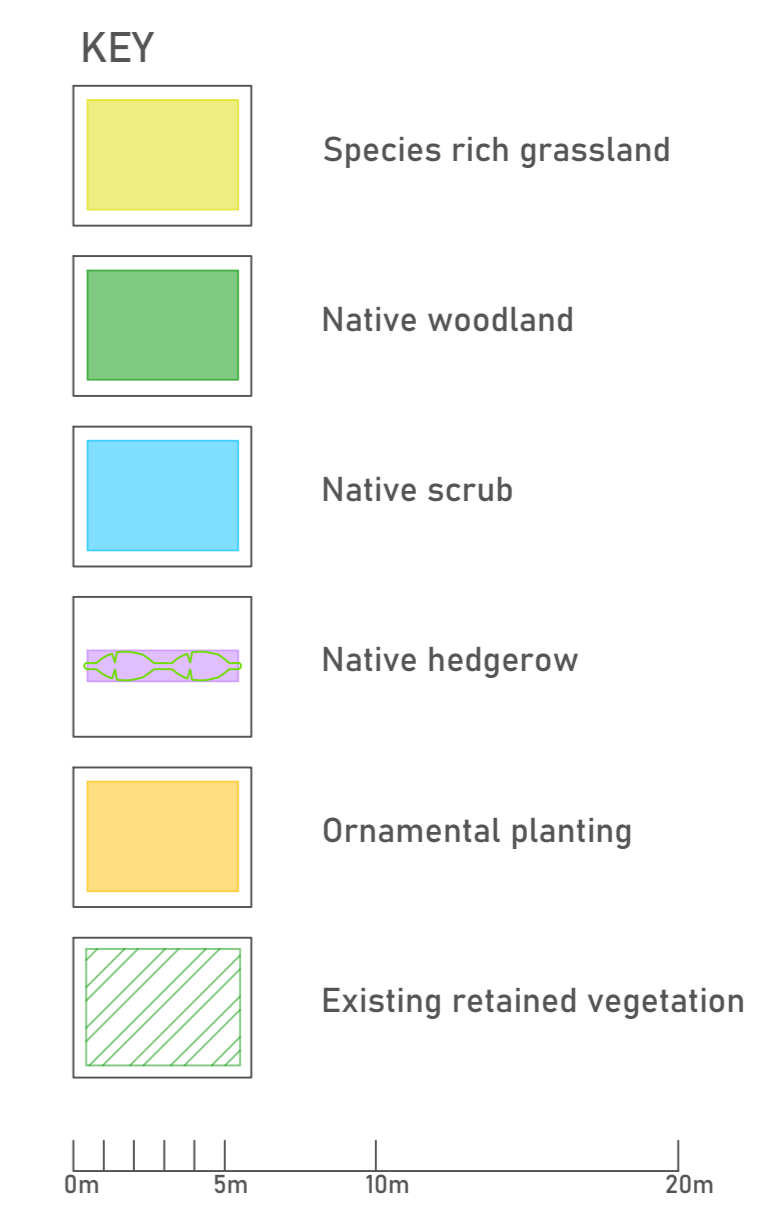 KEY
Species rich grassland
Native woodland
Native scrub
Native hedgerow
Ornamental planting
Existing retained vegetation
0m 5m 10m 20m